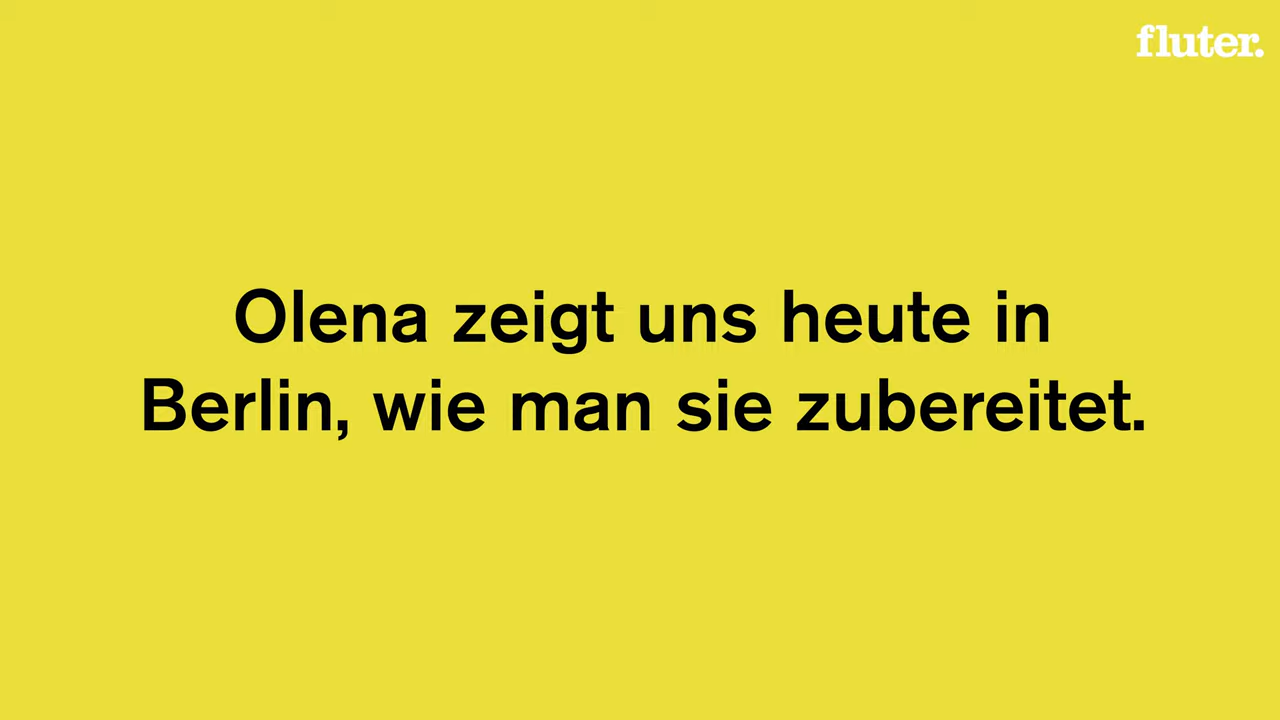 fluter.
Olena zeigt uns heute in
Berlin, wie man sie zubereitet.